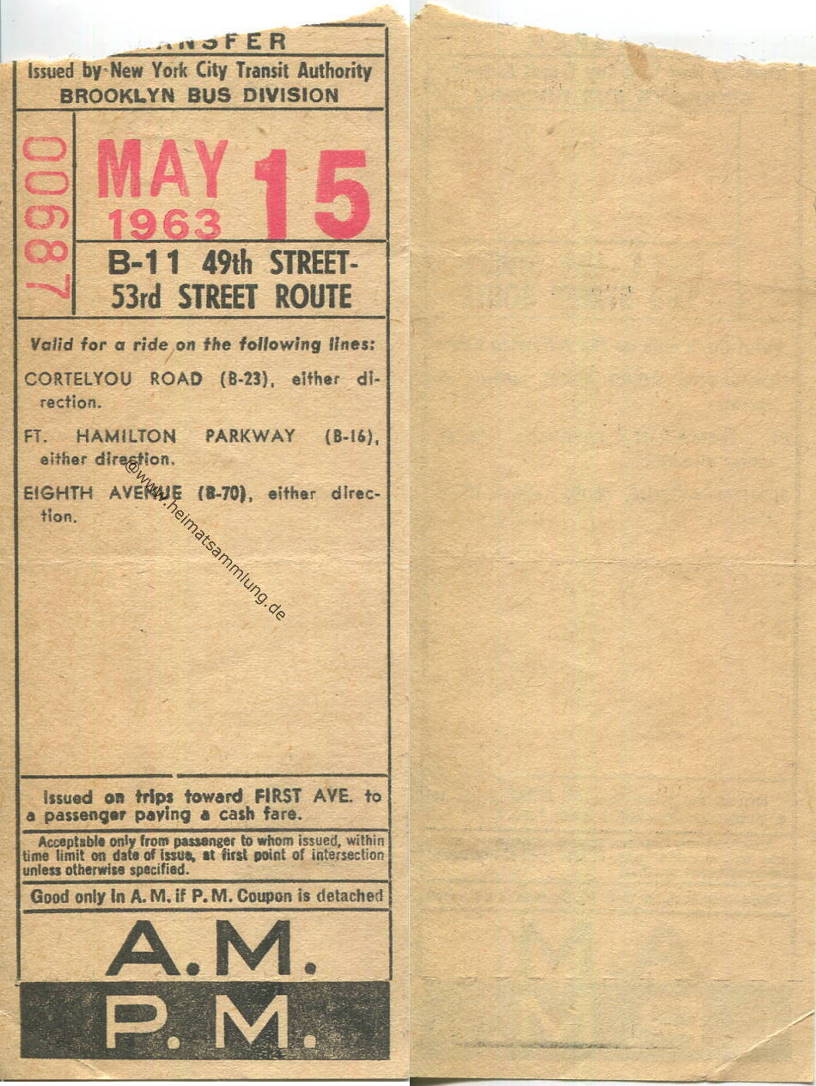 TRANSFER
Issued by New York City Transit Authority
BROOKLYN BUS DIVISION
00687
MAY 15
1963
B-11 49th STREET-
53rd STREET ROUTE
Valid for a ride on the following lines:
CORTELYOU ROAD (B-23), either di-
rection.
FT. HAMILTON PARKWAY (B-16),
either direction.
EIGHTH AVENUE (B-70), either direc-
tion.
@www.heimatsammlung.de
Issued on trips toward FIRST AVE. to
a passenger paying a cash fare.
Acceptable only from passenger to whom issued, within
time limit on date of issue, at first point of intersection
unless otherwise specified.
Good only in A.M. if P.M. Coupon is detached
A.M.
P.M.